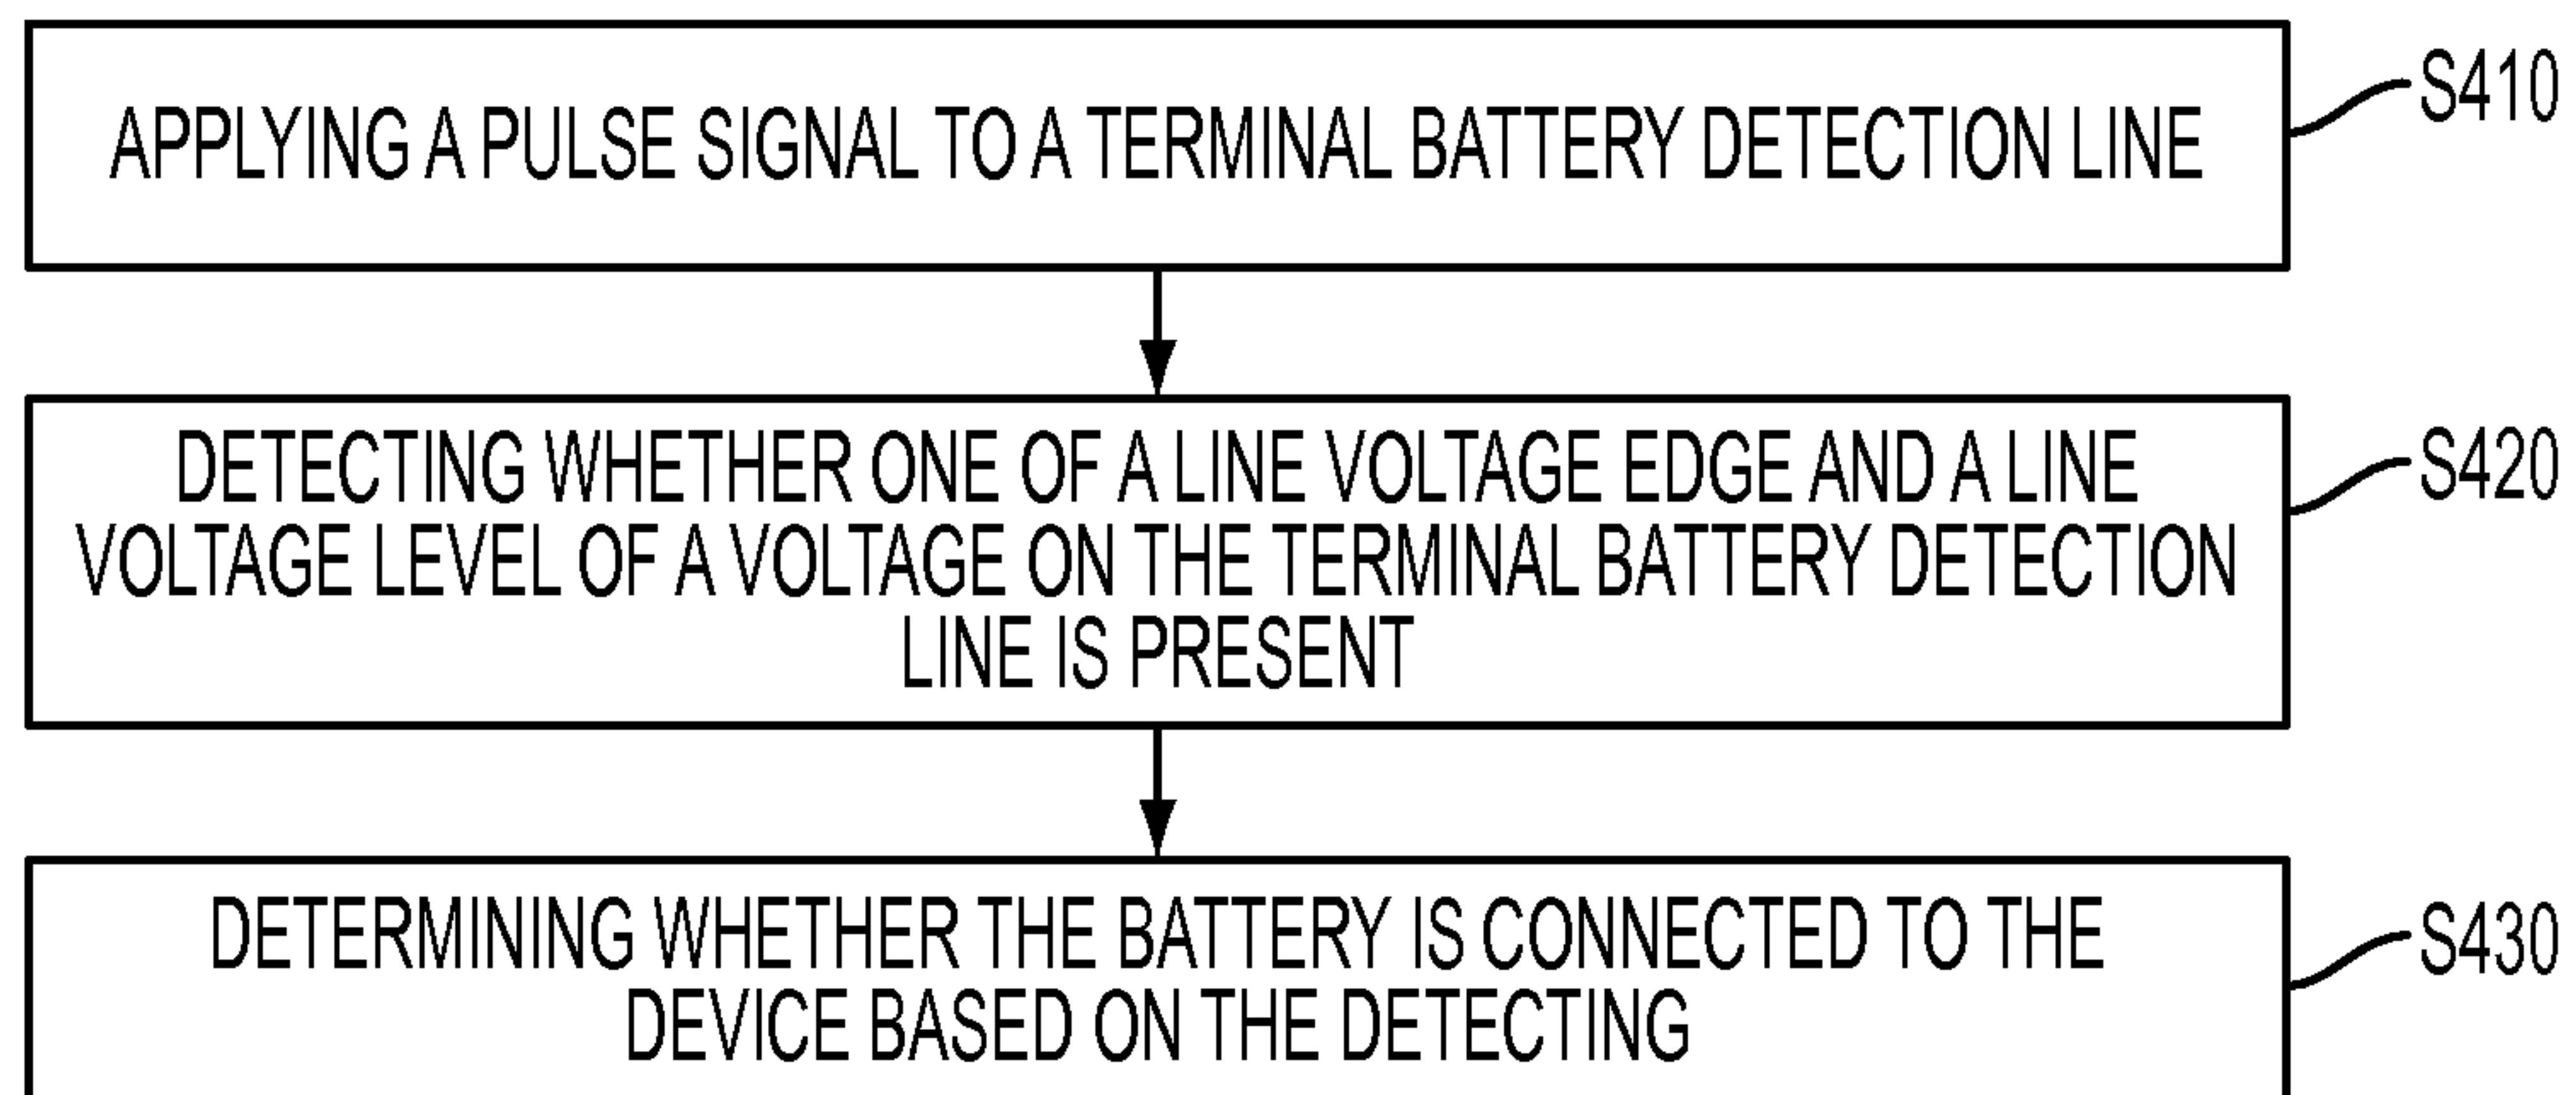 APPLYING A PULSE SIGNAL TO A TERMINAL BATTERY DETECTION LINE
S410
DETECTING WHETHER ONE OF A LINE VOLTAGE EDGE AND A LINE
VOLTAGE LEVEL OF A VOLTAGE ON THE TERMINAL BATTERY DETECTION
LINE IS PRESENT
S420
DETERMINING WHETHER THE BATTERY IS CONNECTED TO THE
DEVICE BASED ON THE DETECTING
S430